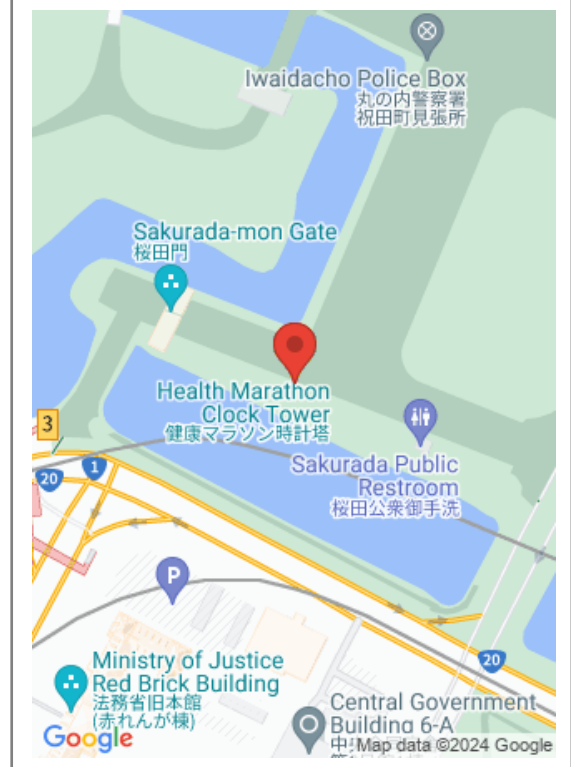 Iwaidacho Police Box
丸の内警察署
祝田町見張所
Sakurada-mon Gate
桜田門
Health Marathon
Clock Tower
健康マラソン時計塔
3
20
1
Sakurada Public
Restroom
桜田公衆御手洗
P
20
Ministry of Justice
Red Brick Building
法務省旧本館
(赤れんが棟)
Central Government
Building 6-A
Google
Map data ©2024 Google